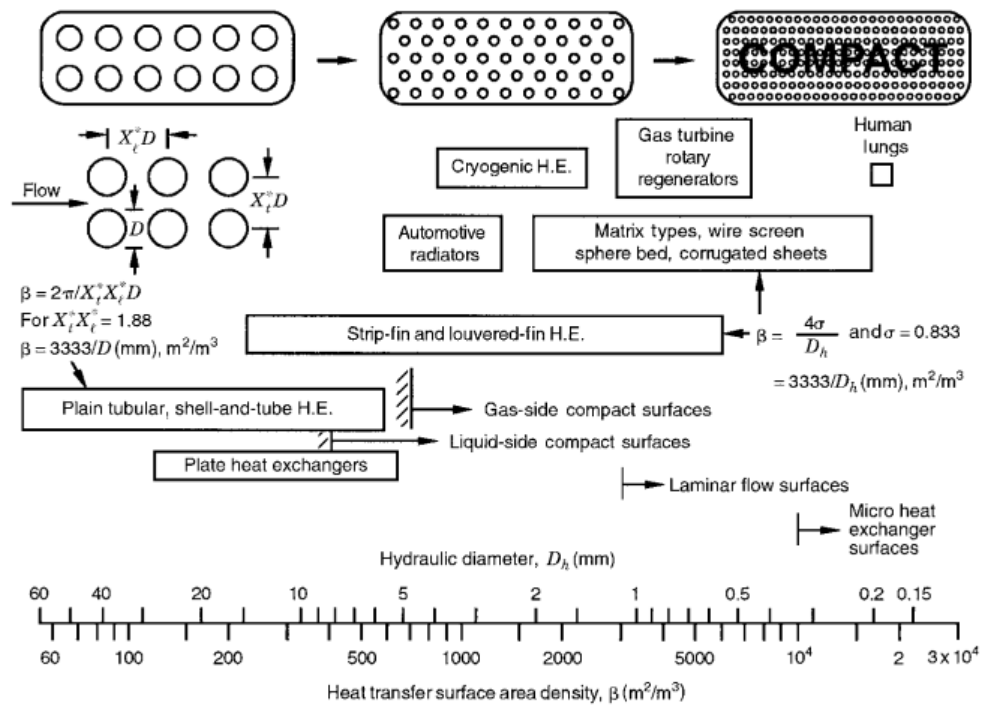 COMPACT
X*ℓD
Flow
X*tD
D
Cryogenic H.E.
Gas turbine
rotary
regenerators
Human
lungs
Automotive
radiators
Matrix types, wire screen
sphere bed, corrugated sheets
β = 2π/X*tX*ℓD
For X*tX*ℓ = 1.88
β = 3333/D (mm), m²/m³
Strip-fin and louvered-fin H.E.
β = 4σ/Dh and σ = 0.833
= 3333/Dh (mm), m²/m³
Plain tubular, shell-and-tube H.E.
Gas-side compact surfaces
Liquid-side compact surfaces
Plate heat exchangers
Laminar flow surfaces
Micro heat
exchanger
surfaces
Hydraulic diameter, Dh (mm)
60 40 20 10 5 2 1 0.5 0.2 0.15
60 100 200 500 1000 2000 5000 10⁴ 2 3 x 10⁴
Heat transfer surface area density, β (m²/m³)